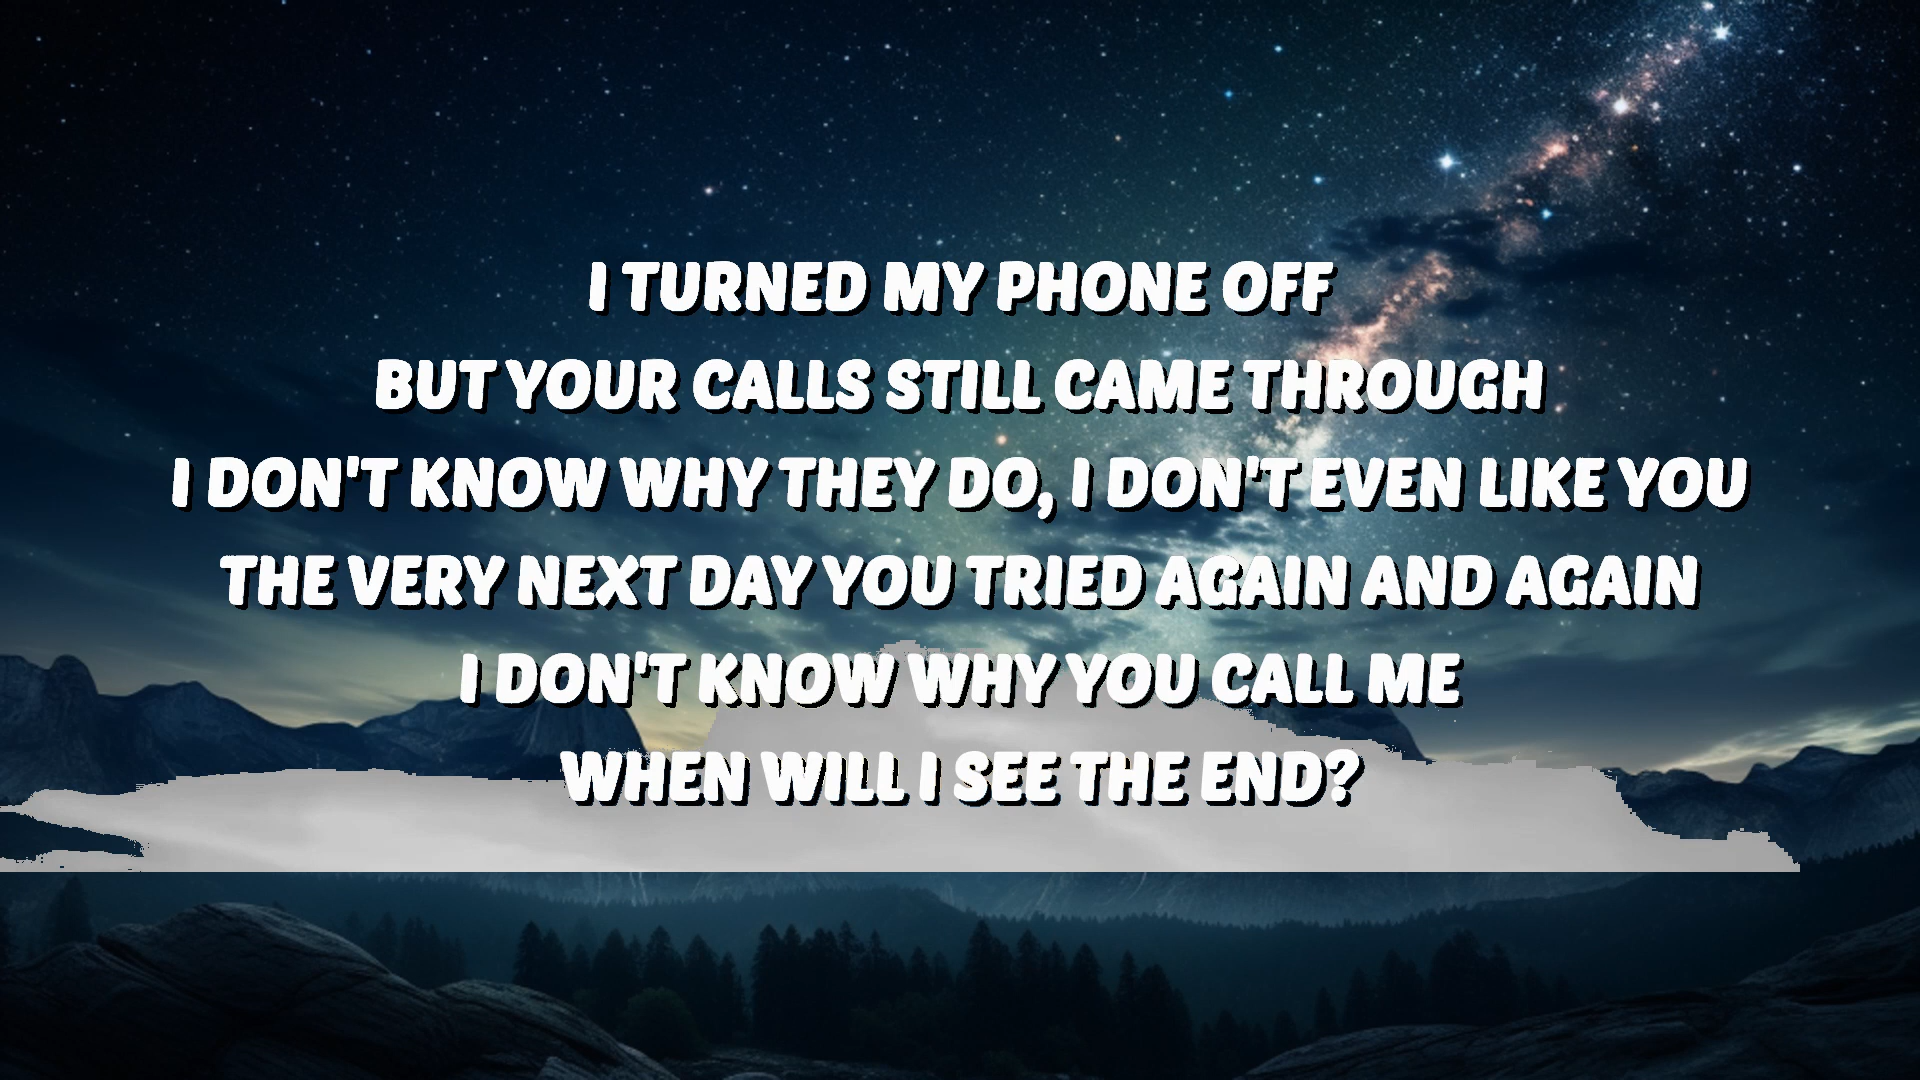 I TURNED MY PHONE OFF
BUT YOUR CALLS STILL CAME THROUGH
I DON'T KNOW WHY THEY DO, I DON'T EVEN LIKE YOU
THE VERY NEXT DAY YOU TRIED AGAIN AND AGAIN
I DON'T KNOW WHY YOU CALL ME
WHEN WILL I SEE THE END?